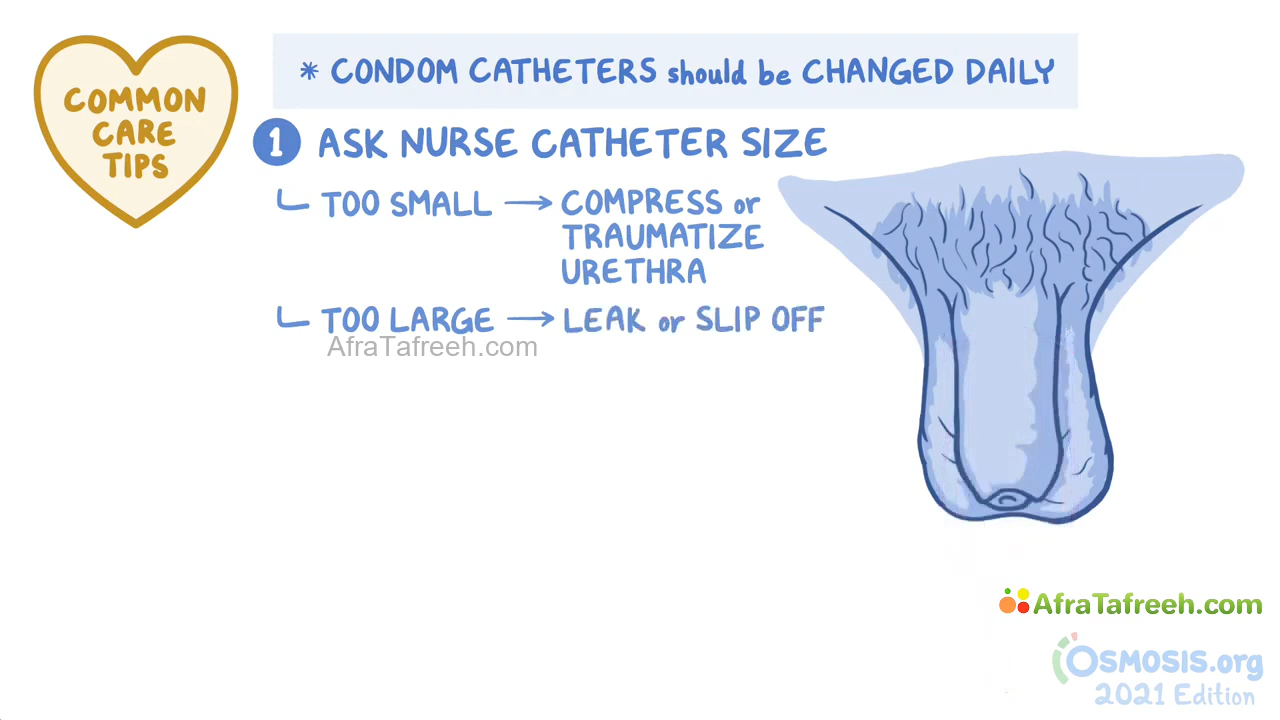 COMMON
CARE
TIPS
* CONDOM CATHETERS should be CHANGED DAILY
1 ASK NURSE CATHETER SIZE
TOO SMALL → COMPRESS or
TRAUMATIZE
URETHRA
TOO LARGE → LEAK or SLIP OFF
AfraTafreeh.com
AfraTafreeh.com
OSMOSIS.org
2021 Edition